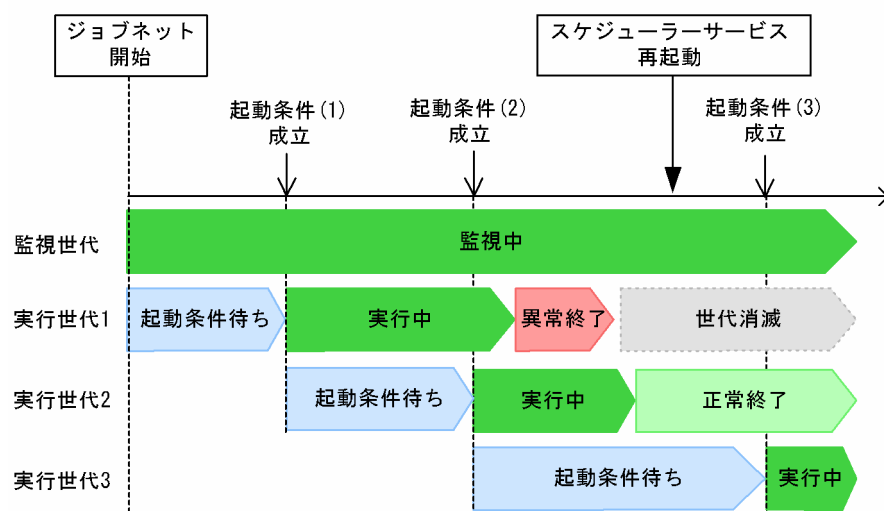 ジョブネット
開始
スケジューラーサービス
再起動
起動条件(1)
成立
起動条件(2)
成立
起動条件(3)
成立
監視世代
監視中
実行世代1
起動条件待ち
実行中
異常終了
世代消滅
実行世代2
起動条件待ち
実行中
正常終了
実行世代3
起動条件待ち
実行中